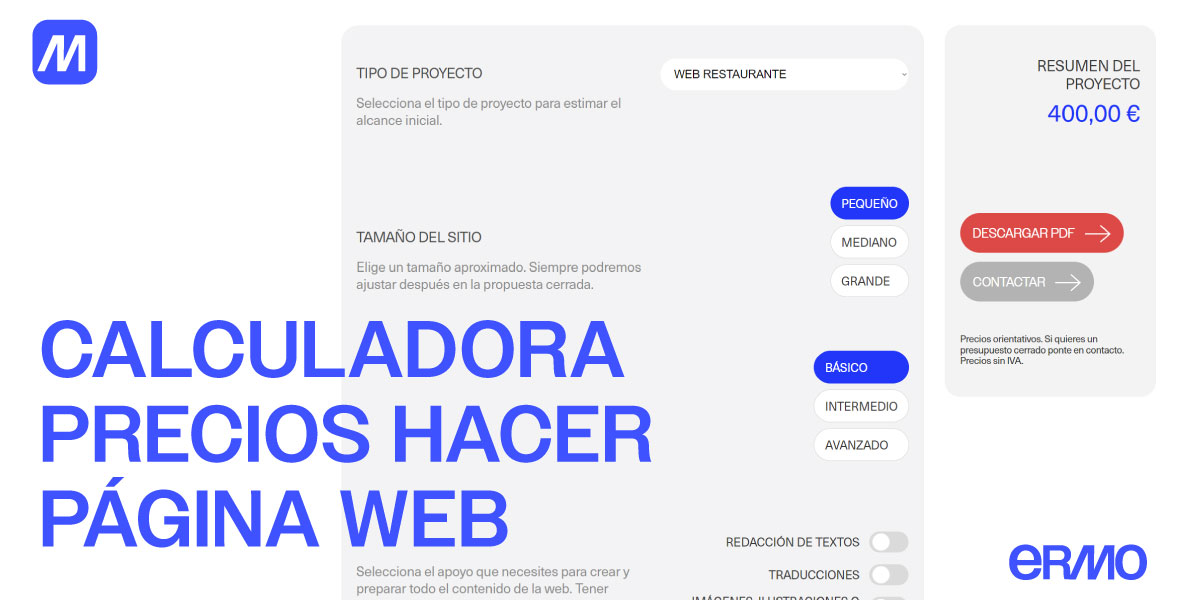 M
TIPO DE PROYECTO
Selecciona el tipo de proyecto para estimar el
alcance inicial.
WEB RESTAURANTE
TAMAÑO DEL SITIO
Elige un tamaño aproximado. Siempre podremos
ajustar después en la propuesta cerrada.
PEQUEÑO
MEDIANO
GRANDE
BÁSICO
INTERMEDIO
AVANZADO
CALCULADORA
PRECIOS HACER
PÁGINA WEB
Selecciona el apoyo que necesites para crear y
preparar todo el contenido de la web. Tener
REDACCIÓN DE TEXTOS
TRADUCCIONES
IMÁGENES, ILUSTRACIONES O
RESUMEN DEL
PROYECTO
400,00 €
DESCARGAR PDF
CONTACTAR
Precios orientativos. Si quieres un
presupuesto cerrado ponte en contacto.
Precios sin IVA.
eRMO